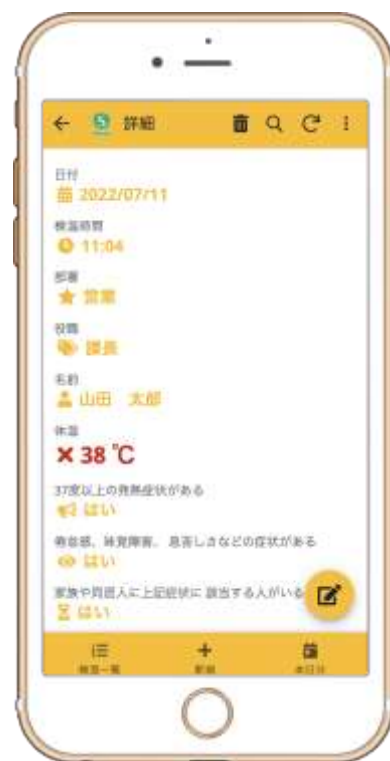 詳細
日付
2022/07/11
検温時間
11:04
部署
営業
役職
課長
名前
山田 太郎
体温
38 ℃
37度以上の発熱症状がある
はい
倦怠感、味覚障害、 息苦しさなどの症状がある
はい
家族や同居人に上記症状に 該当する人がいる
はい
検温一覧
新規
本日分